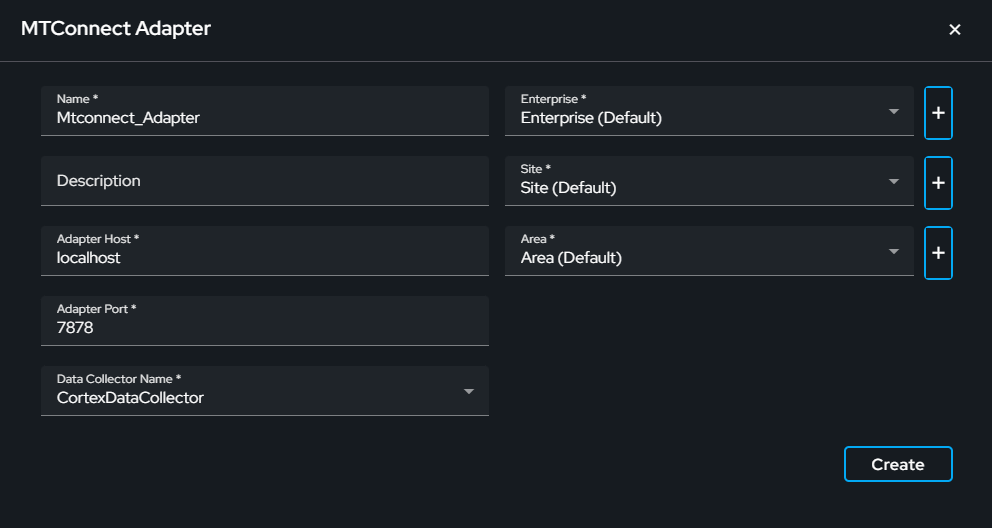 MTConnect Adapter
Name *
Mtconnect_Adapter
Enterprise *
Enterprise (Default)
+
Description
Site *
Site (Default)
+
Adapter Host *
localhost
Area *
Area (Default)
+
Adapter Port *
7878
Data Collector Name *
CortexDataCollector
Create